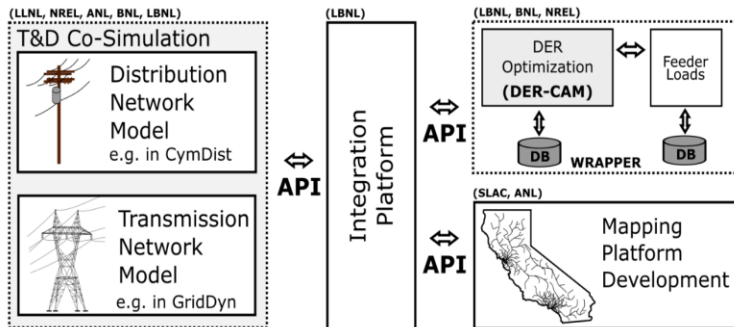 (LLNL, NREL, ANL, BNL, LBNL)
T&D Co-Simulation
Distribution
Network
Model
e.g. in CymDist
Transmission
Network
Model
e.g. in GridDyn
API
(LBNL)
Integration
Platform
API
API
(LBNL, BNL, NREL)
DER
Optimization
(DER-CAM)
Feeder
Loads
DB
WRAPPER
DB
(SLAC, ANL)
Mapping
Platform
Development